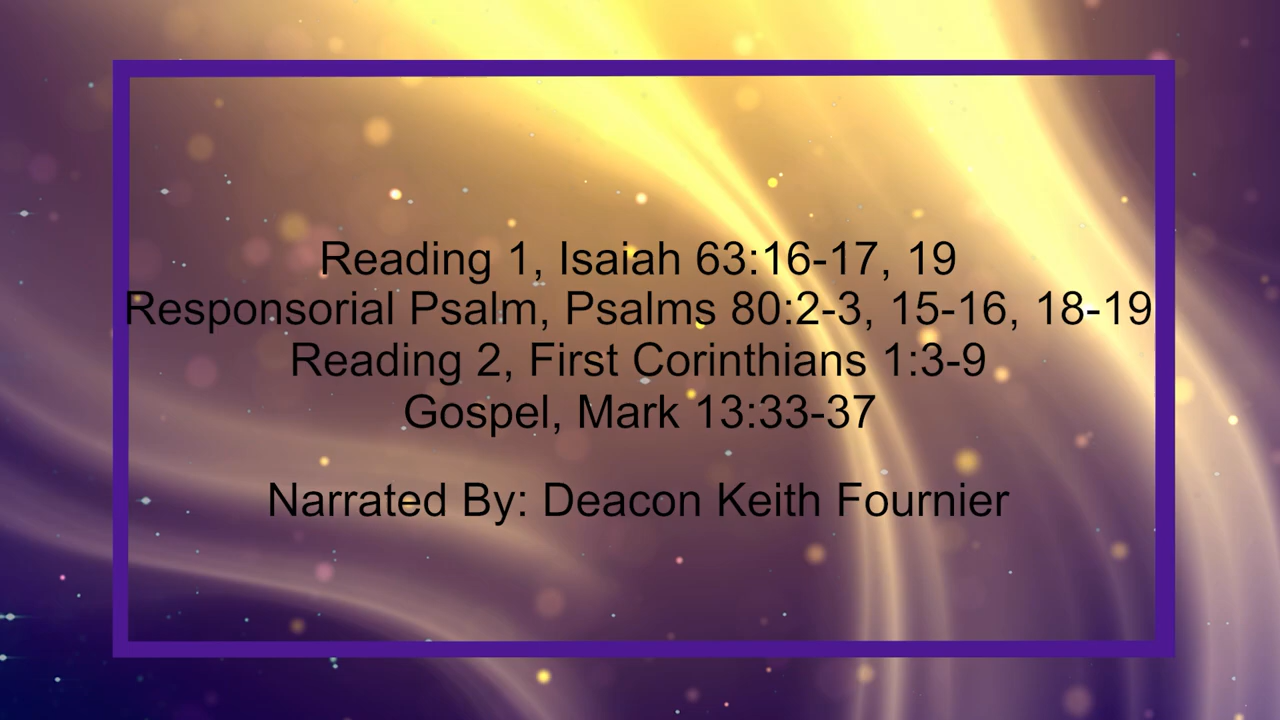 Reading 1, Isaiah 63:16-17, 19
Responsorial Psalm, Psalms 80:2-3, 15-16, 18-19
Reading 2, First Corinthians 1:3-9
Gospel, Mark 13:33-37
Narrated By: Deacon Keith Fournier